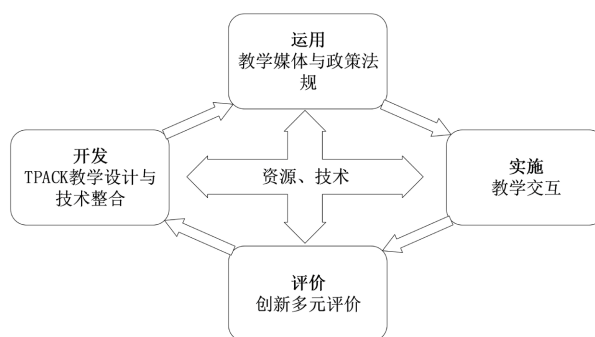 运用
教学媒体与政策法
规
开发
TPACK教学设计与
技术整合
资源、技术
实施
教学交互
评价
创新多元评价